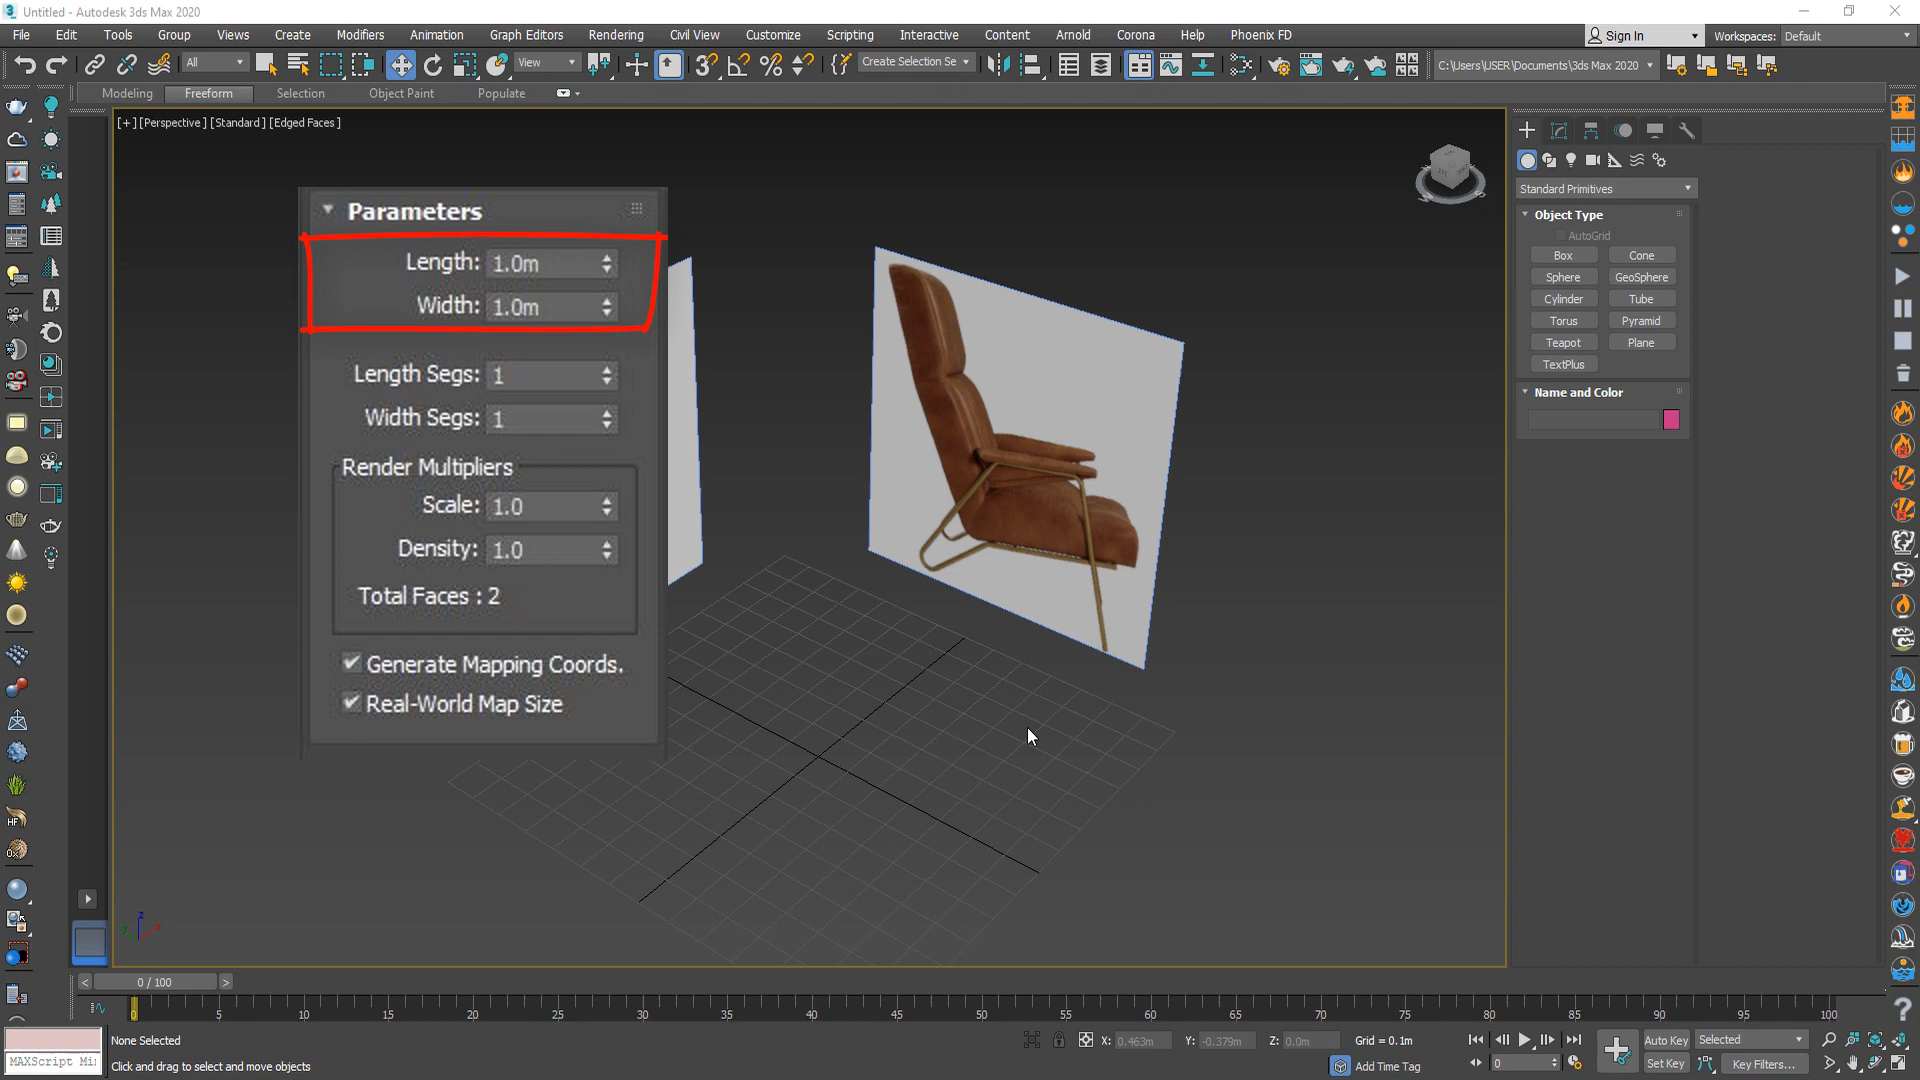 Untitled - Autodesk 3ds Max 2020
File Edit Tools Group Views Create Modifiers Animation Graph Editors Rendering Civil View Customize Scripting Interactive Content Arnold Corona Help Phoenix FD Sign In Workspaces: Default
All View Create Selection Se C:\Users\USER\Documents\3ds Max 2020
Modeling Freeform Selection Object Paint Populate
[+] [Perspective ] [Standard ] [Edged Faces ]
Parameters
Length: 1.0m
Width: 1.0m
Length Segs: 1
Width Segs: 1
Render Multipliers
Scale: 1.0
Density: 1.0
Total Faces : 2
Generate Mapping Coords.
Real-World Map Size
Standard Primitives
Object Type
AutoGrid
Box Cone
Sphere GeoSphere
Cylinder Tube
Torus Pyramid
Teapot Plane
TextPlus
Name and Color
< 0 / 100 >
0 5 10 15 20 25 30 35 40 45 50 55 60 65 70 75 80 85 90 95 100
None Selected X: 0.463m Y: -0.379m Z: 0.0m Grid = 0.1m Auto Key Selected
MAXScript Mi Click and drag to select and move objects Add Time Tag 0 Set Key Key Filters...